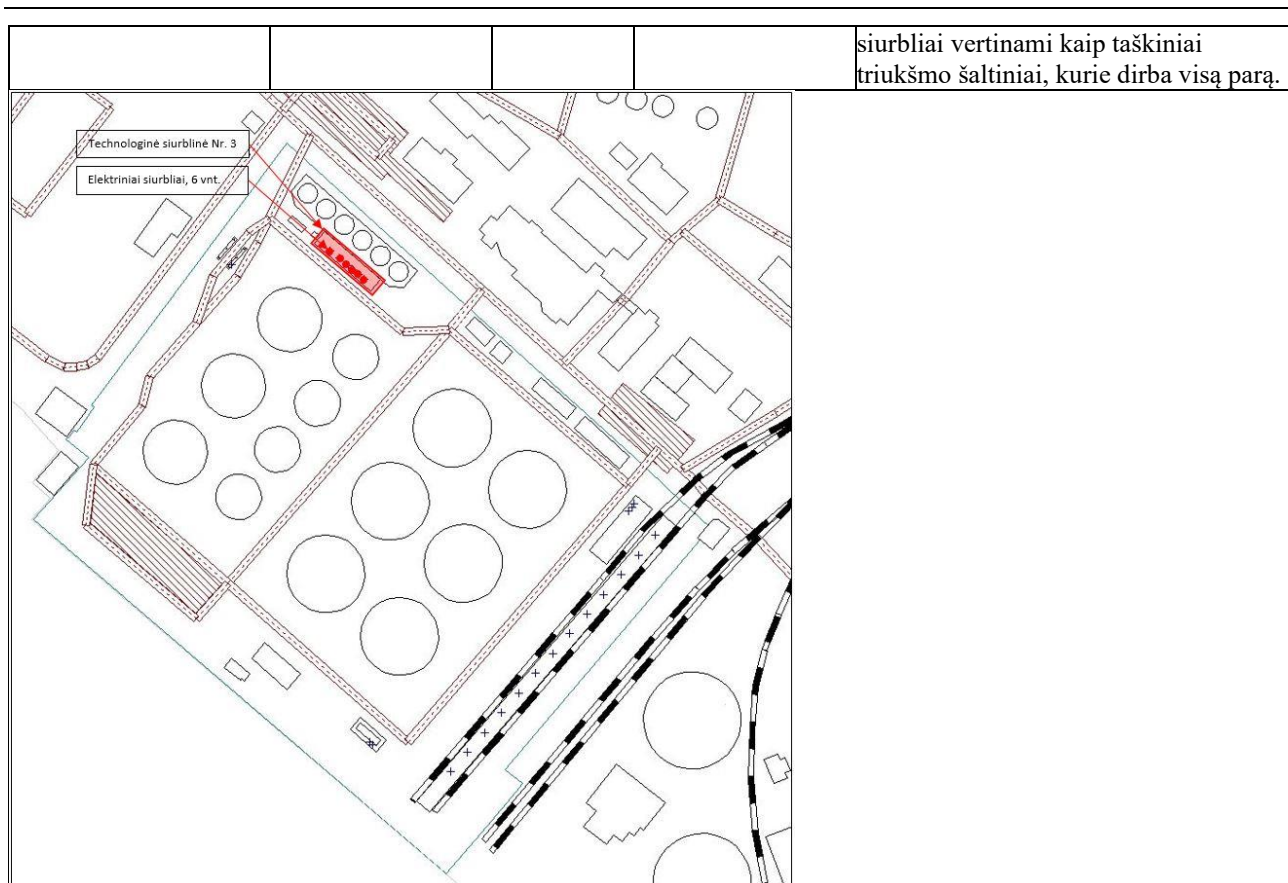 siurbliai vertinami kaip taškiniai
triukšmo šaltiniai, kurie dirba visą parą.
Technologinė siurblinė Nr. 3
Elektriniai siurbliai, 6 vnt.